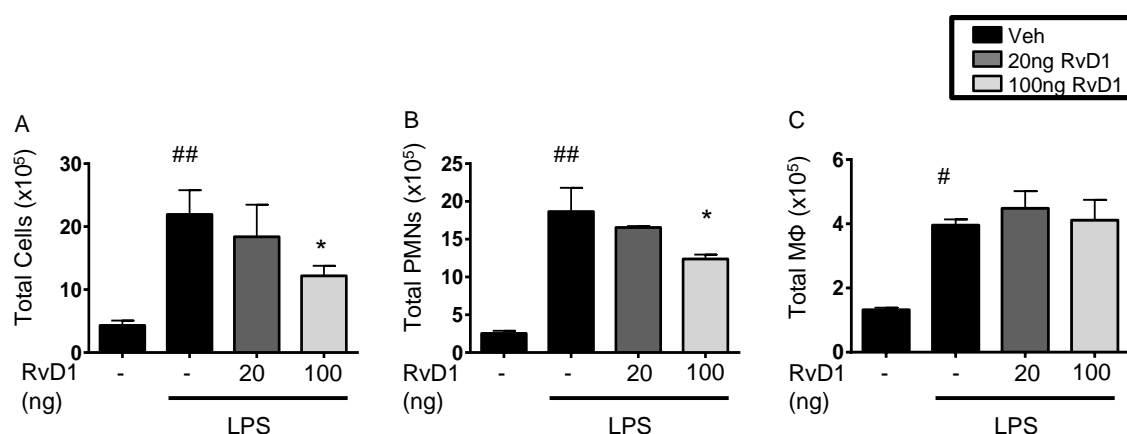 Veh
20ng RvD1
100ng RvD1
A
Total Cells (x10⁵)
30
20
10
0
##
*
RvD1 - - 20 100
(ng)
LPS
B
Total PMNs (x10⁵)
25
20
15
10
5
0
##
*
RvD1 - - 20 100
(ng)
LPS
C
Total MΦ (x10⁵)
6
4
2
0
#
RvD1 - - 20 100
(ng)
LPS